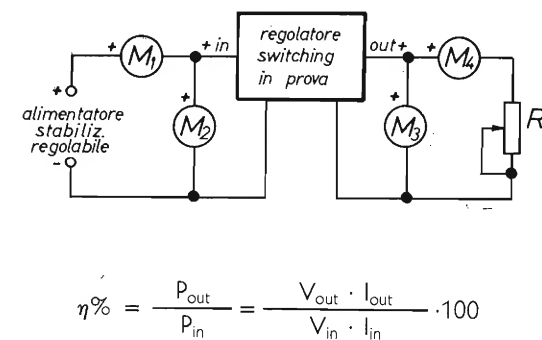 + M1 + in
regolatore
switching
in prova
out + + M4
+
alimentatore
stabiliz.
regolabile
-
+ M2
+ M3
R
η% = Pout / Pin = Vout · Iout / Vin · Iin ·100